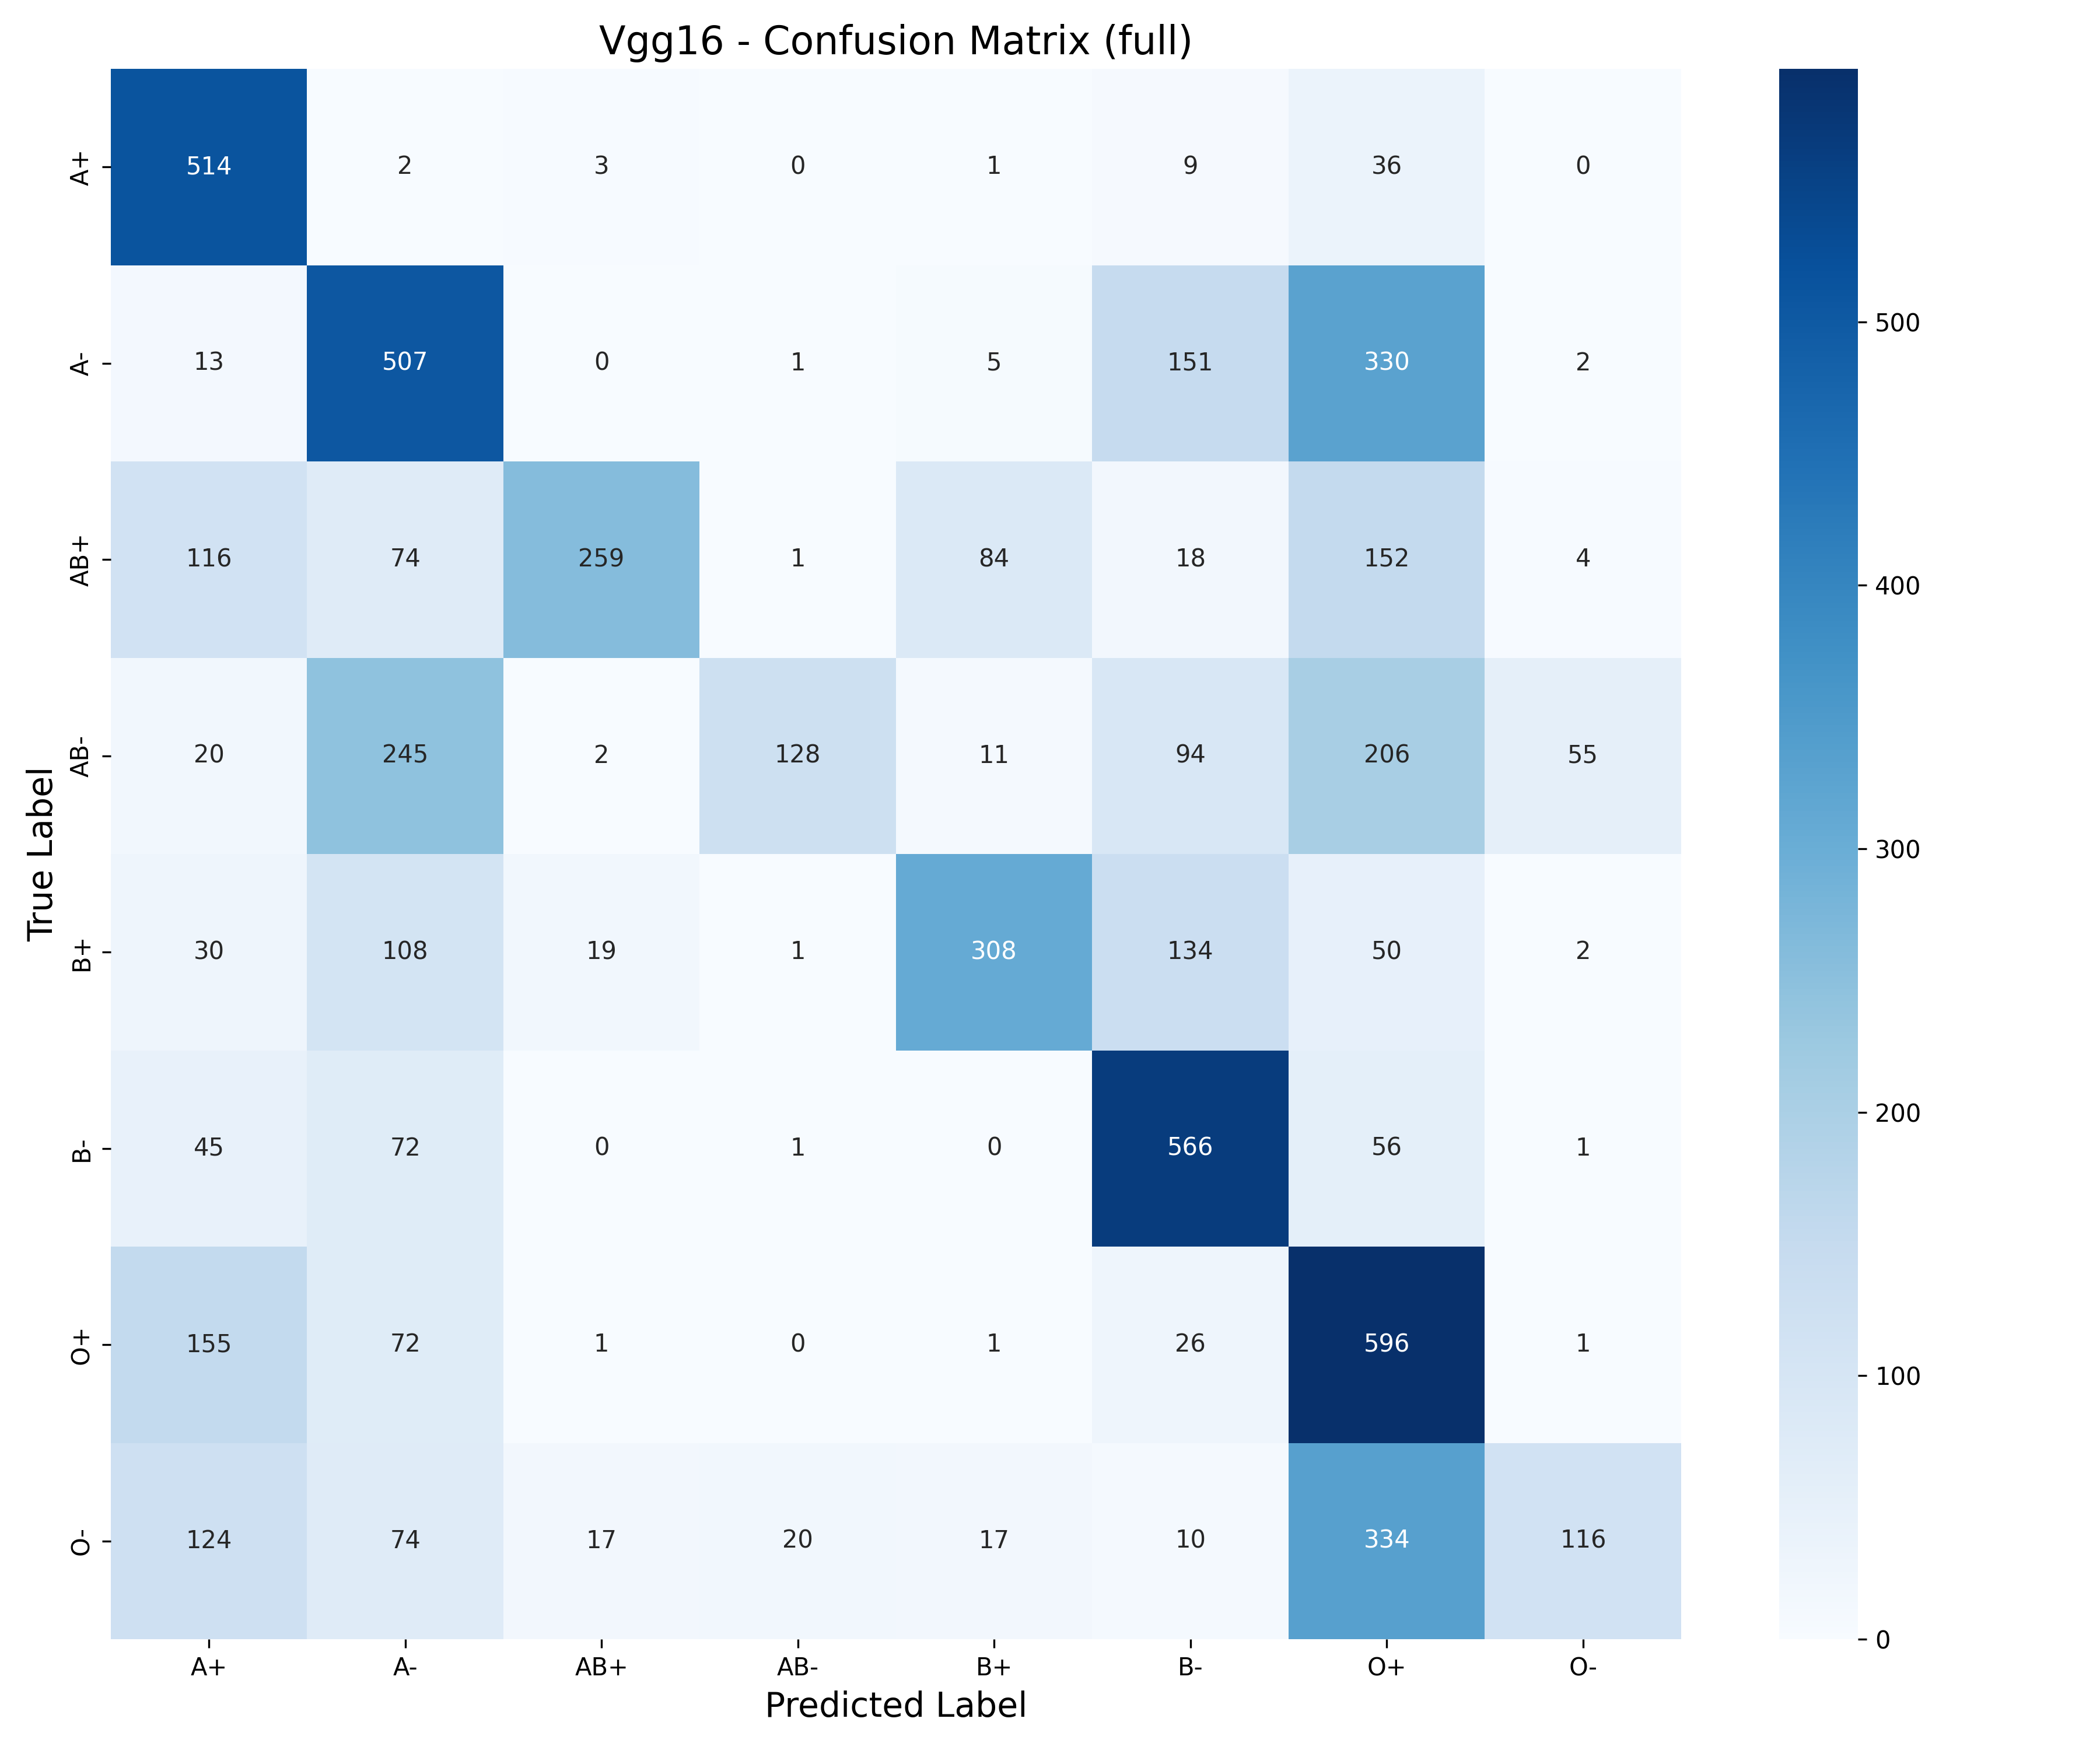 Vgg16 - Confusion Matrix (full)
A+ 514 2 3 0 1 9 36 0
A- 13 507 0 1 5 151 330 2
AB+ 116 74 259 1 84 18 152 4
AB- 20 245 2 128 11 94 206 55
B+ 30 108 19 1 308 134 50 2
B- 45 72 0 1 0 566 56 1
O+ 155 72 1 0 1 26 596 1
O- 124 74 17 20 17 10 334 116
A+ A- AB+ AB- B+ B- O+ O-
Predicted Label
True Label
500
400
300
200
100
0